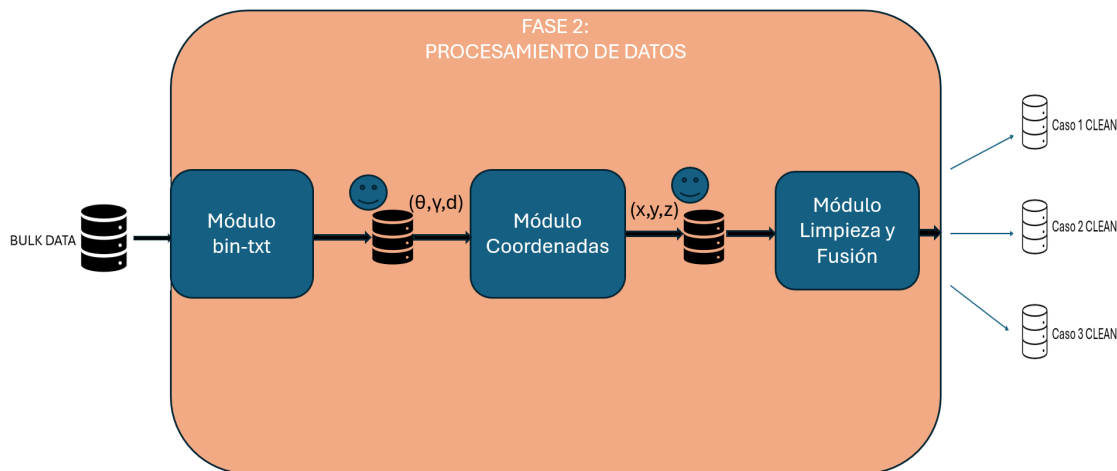 FASE 2:
PROCESAMIENTO DE DATOS
BULK DATA
Módulo
bin-txt
(θ,γ,d)
Módulo
Coordenadas
(x,y,z)
Módulo
Limpieza y
Fusión
Caso 1 CLEAN
Caso 2 CLEAN
Caso 3 CLEAN